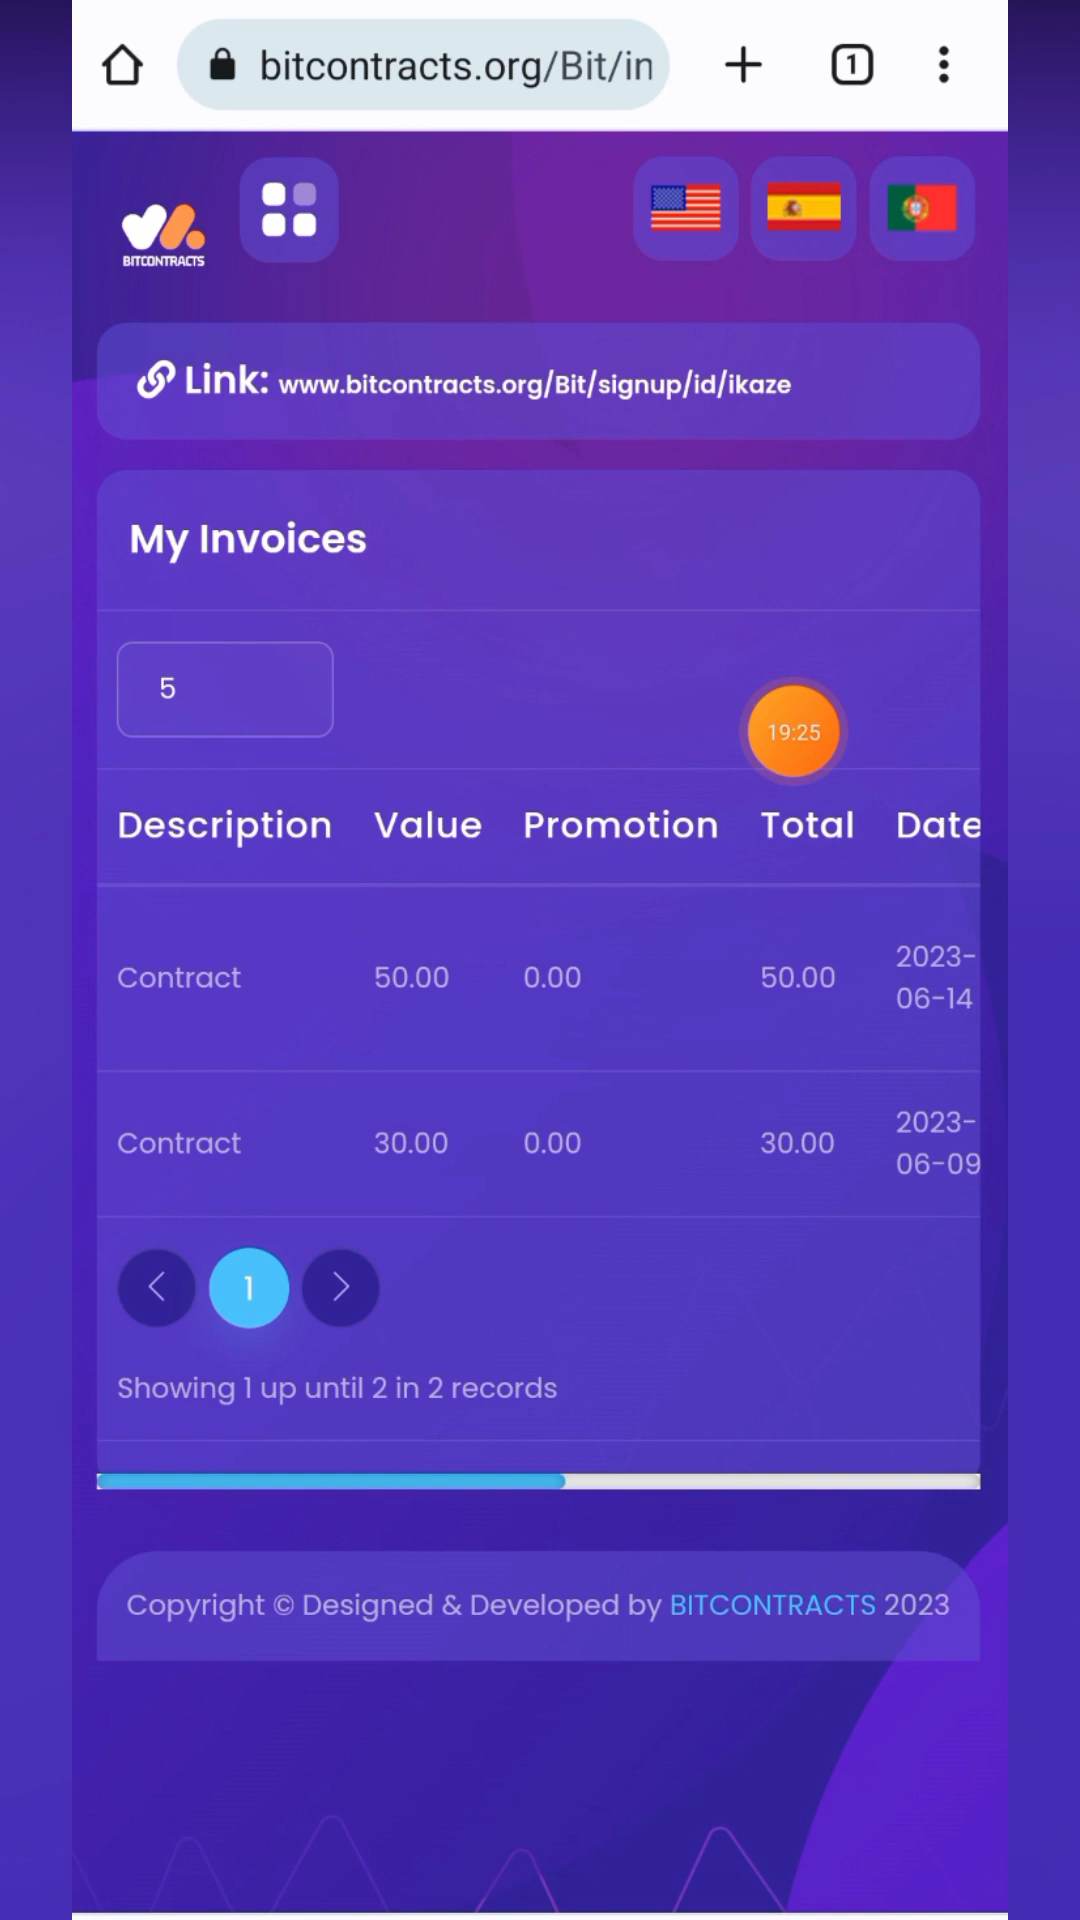 bitcontracts.org/Bit/in
1
BITCONTRACTS
Link: www.bitcontracts.org/Bit/signup/id/ikaze
My Invoices
5
19:25
Description Value Promotion Total Date
Contract 50.00 0.00 50.00 2023-
06-14
Contract 30.00 0.00 30.00 2023-
06-09
1
Showing 1 up until 2 in 2 records
Copyright © Designed & Developed by BITCONTRACTS 2023